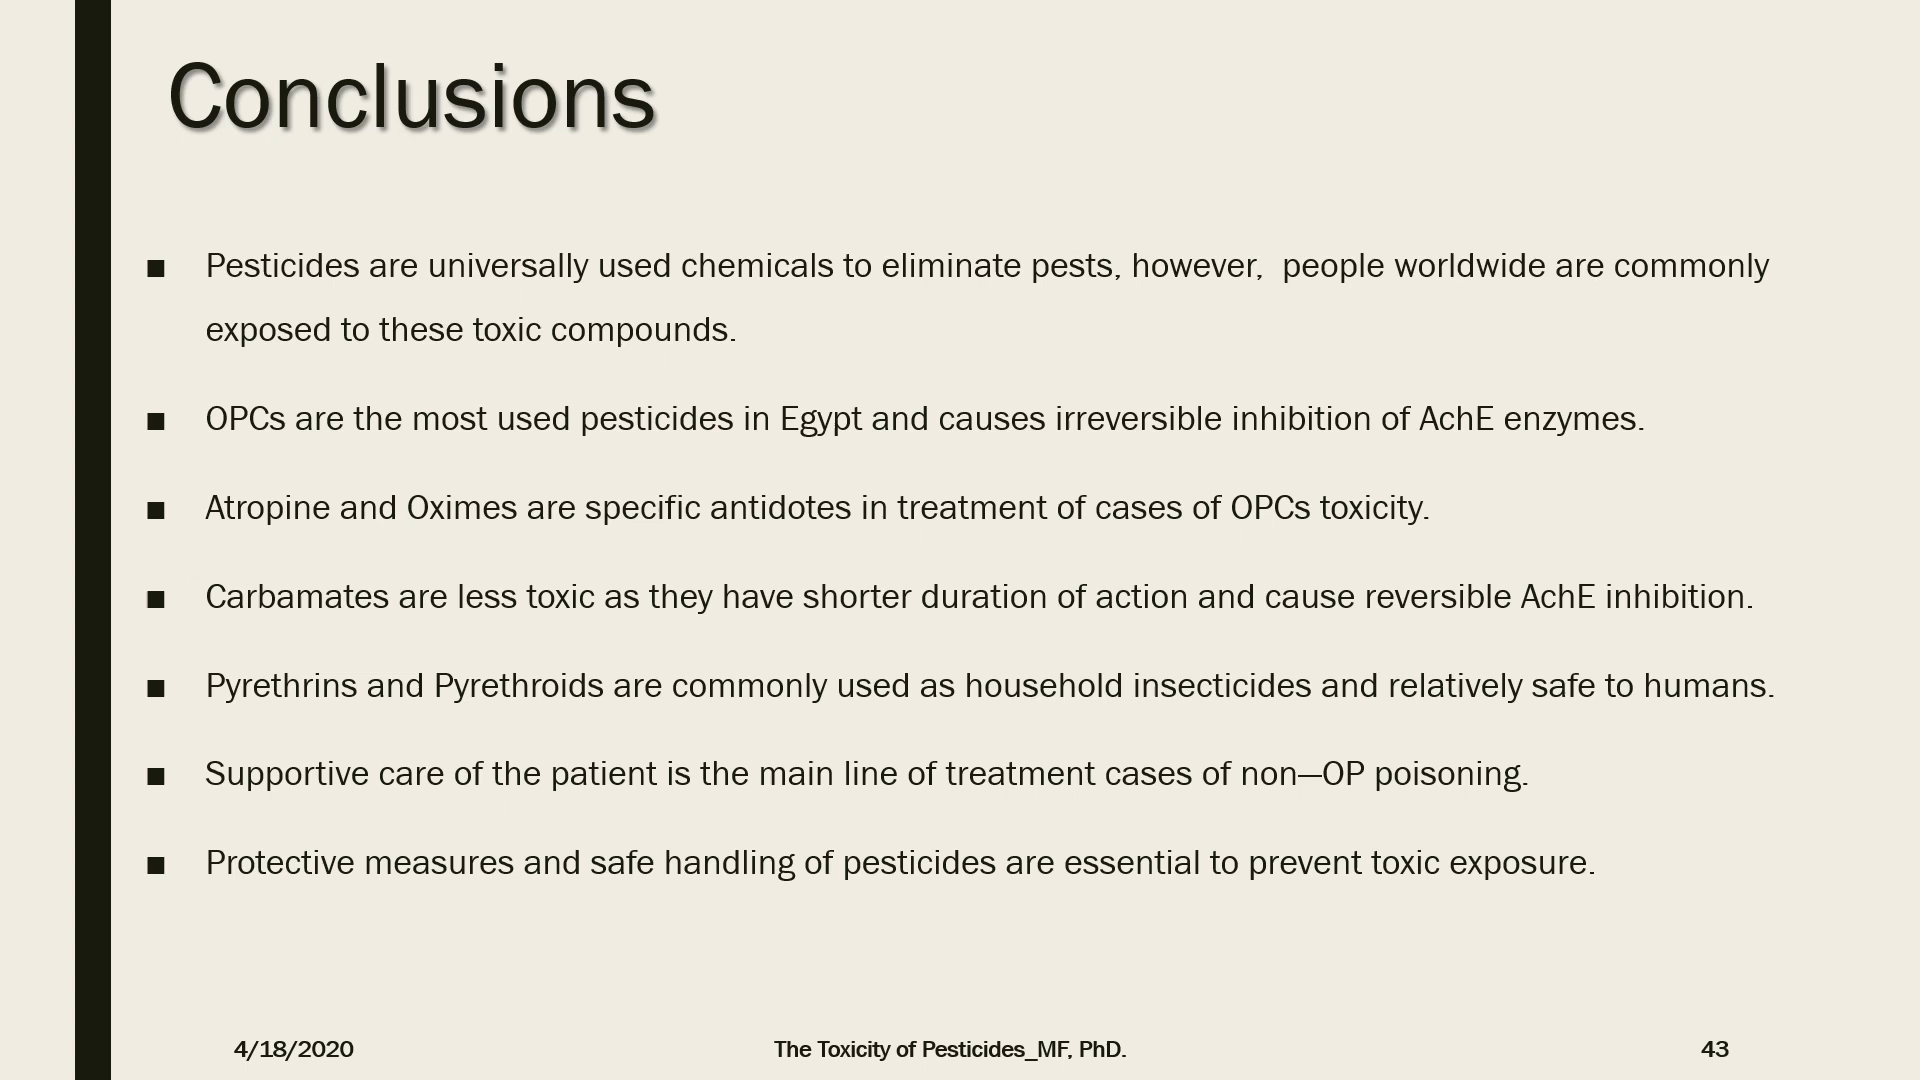 Conclusions
■ Pesticides are universally used chemicals to eliminate pests, however,  people worldwide are commonly
exposed to these toxic compounds.
■ OPCs are the most used pesticides in Egypt and causes irreversible inhibition of AchE enzymes.
■ Atropine and Oximes are specific antidotes in treatment of cases of OPCs toxicity.
■ Carbamates are less toxic as they have shorter duration of action and cause reversible AchE inhibition.
■ Pyrethrins and Pyrethroids are commonly used as household insecticides and relatively safe to humans.
■ Supportive care of the patient is the main line of treatment cases of non—OP poisoning.
■ Protective measures and safe handling of pesticides are essential to prevent toxic exposure.
4/18/2020 The Toxicity of Pesticides_MF, PhD. 43